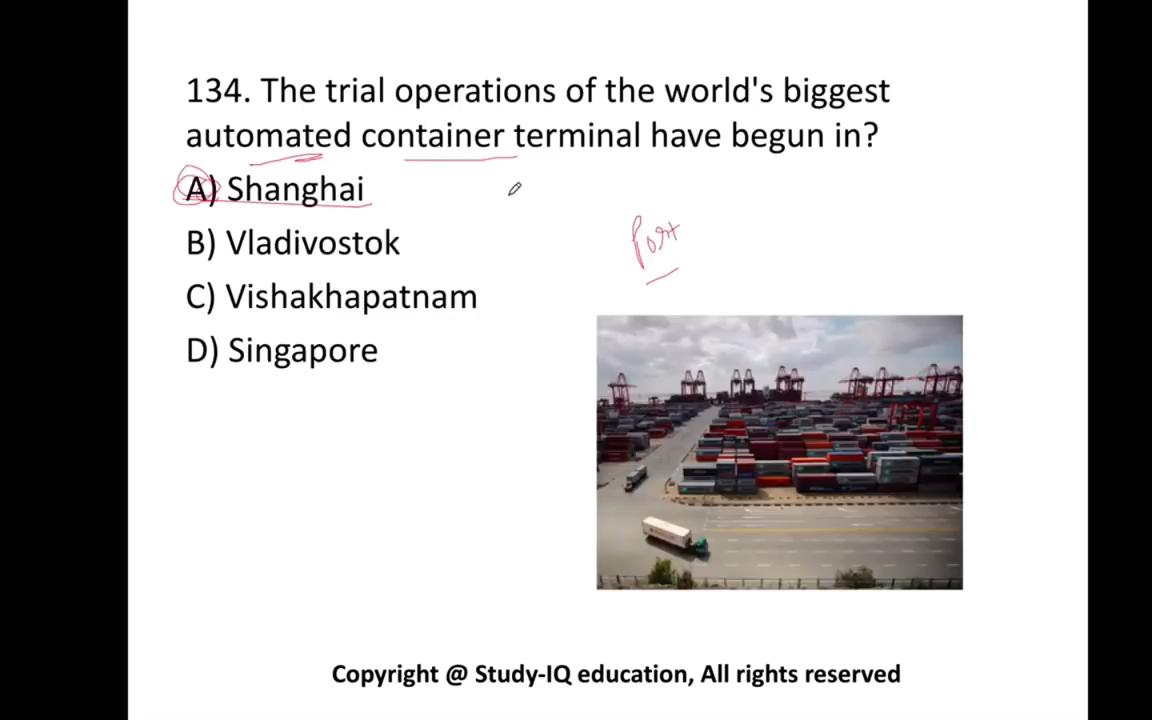 134. The trial operations of the world's biggest
automated container terminal have begun in?
A) Shanghai
B) Vladivostok
Port
C) Vishakhapatnam
D) Singapore
Copyright @ Study-IQ education, All rights reserved